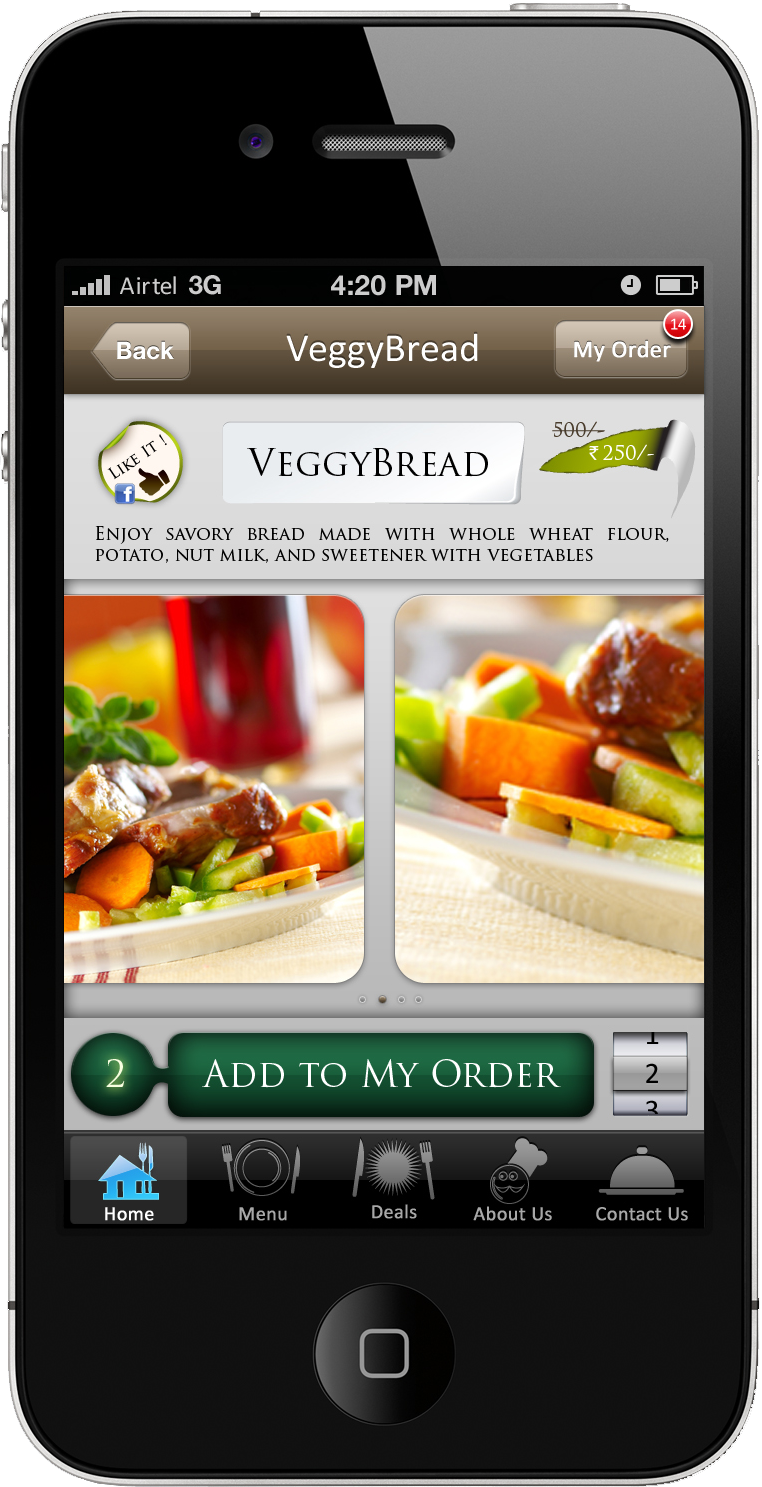 Airtel 3G 4:20 PM
Back VeggyBread My Order 14
LIKE IT !
f
VEGGYBREAD
500/-
₹ 250/-
ENJOY SAVORY BREAD MADE WITH WHOLE WHEAT FLOUR,
POTATO, NUT MILK, AND SWEETENER WITH VEGETABLES
2 ADD TO MY ORDER
1
2
3
Home Menu Deals About Us Contact Us